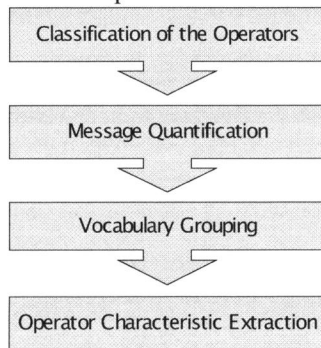 Classification of the Operators
Message Quantification
Vocabulary Grouping
Operator Characteristic Extraction